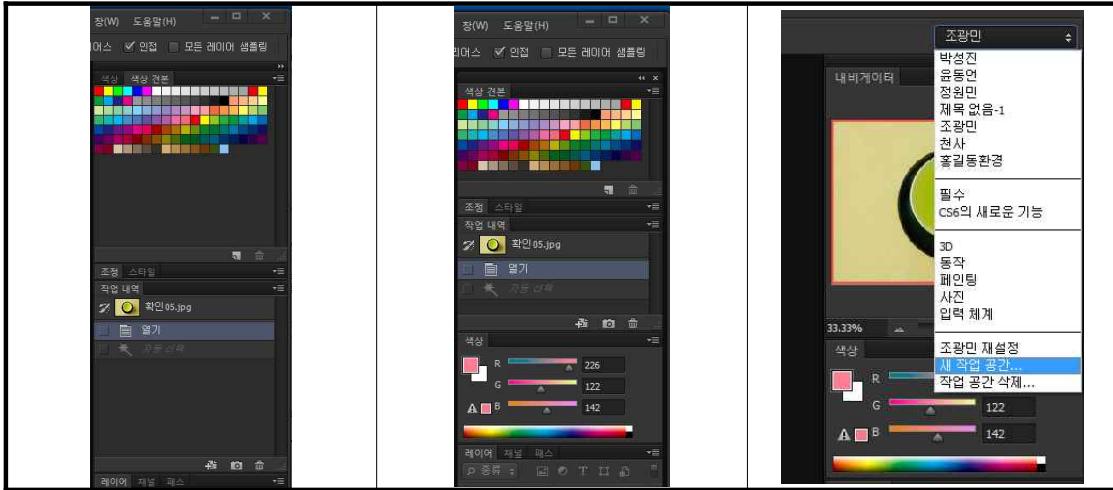 창(W) 도움말(H)
인접 모든 레이어 샘플링
색상 색상 견본
조정 스타일
작업 내역
확인05.jpg
열기
자동 선택
레이어 채널 패스
창(W) 도움말(H)
인접 모든 레이어 샘플링
색상 견본
조정 스타일
작업 내역
확인05.jpg
열기
자동 선택
색상
R 226
G 122
B 142
레이어 채널 패스
종류
조광민
박성진
윤동언
정원민
제목 없음-1
조광민
천사
홍길동환경
필수
CS6의 새로운 기능
3D
동작
페인팅
사진
입력 체계
조광민 재설정
새 작업 공간...
작업 공간 삭제...
내비게이터
33.33%
색상
R
G 122
B 142